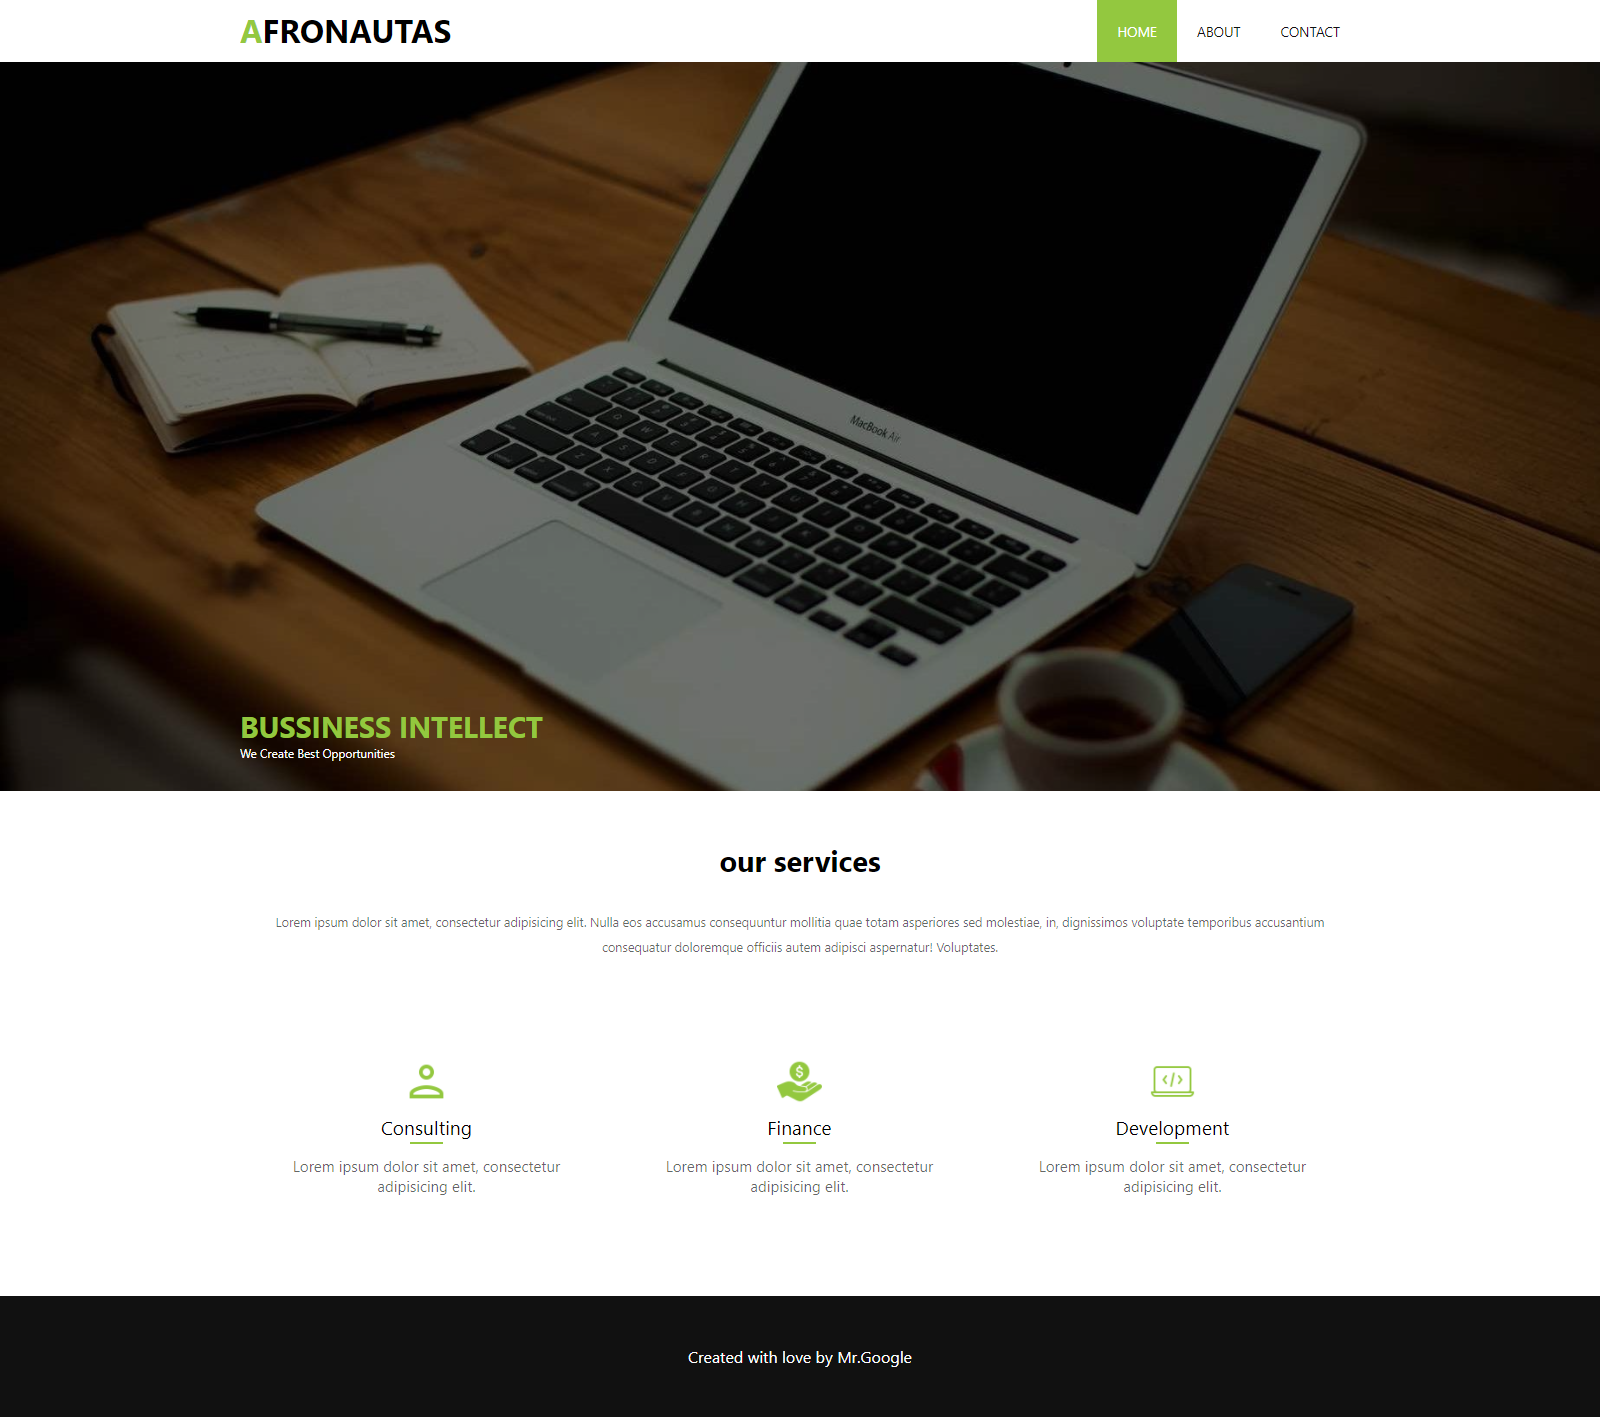 AFRONAUTAS
HOME ABOUT CONTACT
MacBook Air
BUSSINESS INTELLECT
We Create Best Opportunities
our services
Lorem ipsum dolor sit amet, consectetur adipisicing elit. Nulla eos accusamus consequuntur mollitia quae totam asperiores sed molestiae, in, dignissimos voluptate temporibus accusantium
consequatur doloremque officiis autem adipisci aspernatur! Voluptates.
Consulting
Lorem ipsum dolor sit amet, consectetur
adipisicing elit.
Finance
Lorem ipsum dolor sit amet, consectetur
adipisicing elit.
Development
Lorem ipsum dolor sit amet, consectetur
adipisicing elit.
Created with love by Mr.Google